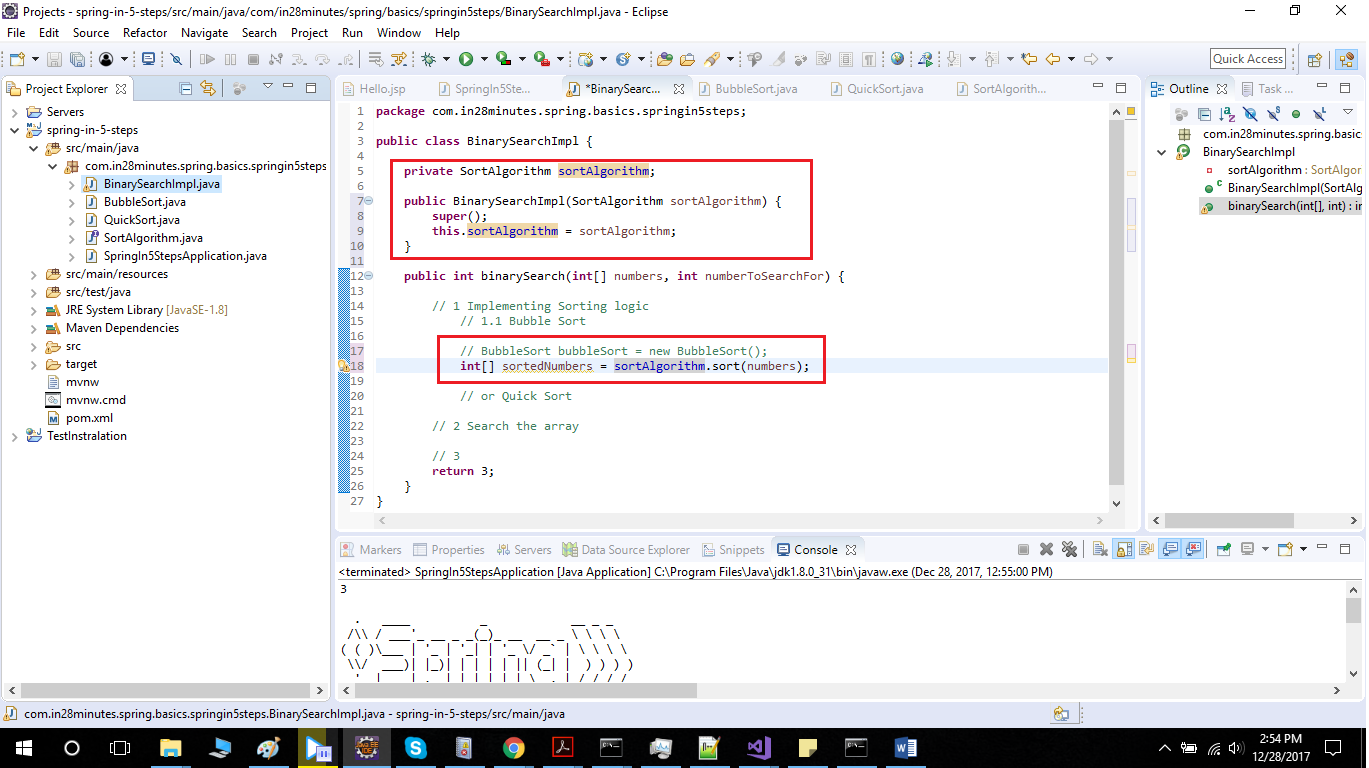 Projects - spring-in-5-steps/src/main/java/com/in28minutes/spring/basics/springin5steps/BinarySearchImpl.java - Eclipse
File Edit Source Refactor Navigate Search Project Run Window Help
Quick Access
Project Explorer
Servers
spring-in-5-steps
src/main/java
com.in28minutes.spring.basics.springin5steps
BinarySearchImpl.java
BubbleSort.java
QuickSort.java
SortAlgorithm.java
SpringIn5StepsApplication.java
src/main/resources
src/test/java
JRE System Library [JavaSE-1.8]
Maven Dependencies
src
target
mvnw
mvnw.cmd
pom.xml
TestInstralation
Hello.jsp SpringIn5Ste... *BinarySearc... BubbleSort.java QuickSort.java SortAlgorith...
1 package com.in28minutes.spring.basics.springin5steps;
2
3 public class BinarySearchImpl {
4
5 private SortAlgorithm sortAlgorithm;
6
7 public BinarySearchImpl(SortAlgorithm sortAlgorithm) {
8 super();
9 this.sortAlgorithm = sortAlgorithm;
10 }
11
12 public int binarySearch(int[] numbers, int numberToSearchFor) {
13
14 // 1 Implementing Sorting logic
15 // 1.1 Bubble Sort
16
17 // BubbleSort bubbleSort = new BubbleSort();
18 int[] sortedNumbers = sortAlgorithm.sort(numbers);
19
20 // or Quick Sort
21
22 // 2 Search the array
23
24 // 3
25 return 3;
26 }
27 }
Outline Task ...
com.in28minutes.spring.basic
BinarySearchImpl
sortAlgorithm : SortAlgor
BinarySearchImpl(SortAlg
binarySearch(int[], int) : ir
Markers Properties Servers Data Source Explorer Snippets Console
<terminated> SpringIn5StepsApplication [Java Application] C:\Program Files\Java\jdk1.8.0_31\bin\javaw.exe (Dec 28, 2017, 12:55:00 PM)
3
com.in28minutes.spring.basics.springin5steps.BinarySearchImpl.java - spring-in-5-steps/src/main/java
2:54 PM
12/28/2017